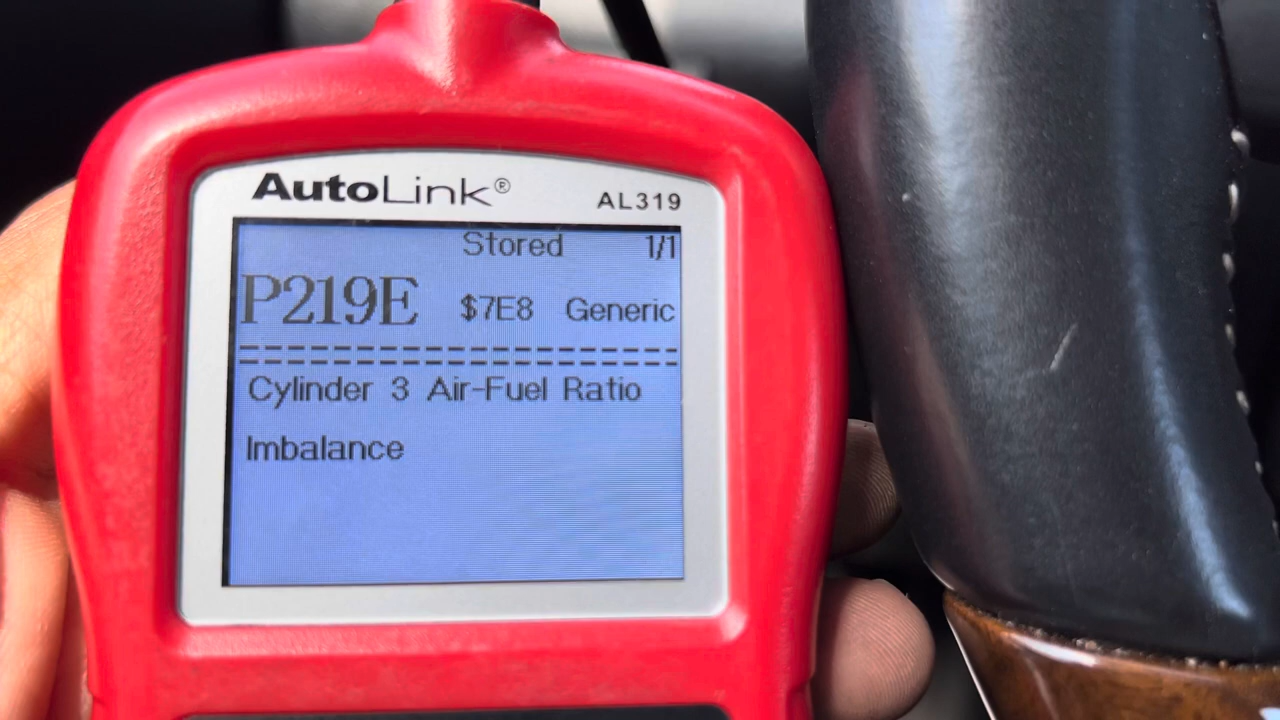 AutoLink®
AL319
Stored 1/1
P219E $7E8 Generic
Cylinder 3 Air-Fuel Ratio
Imbalance